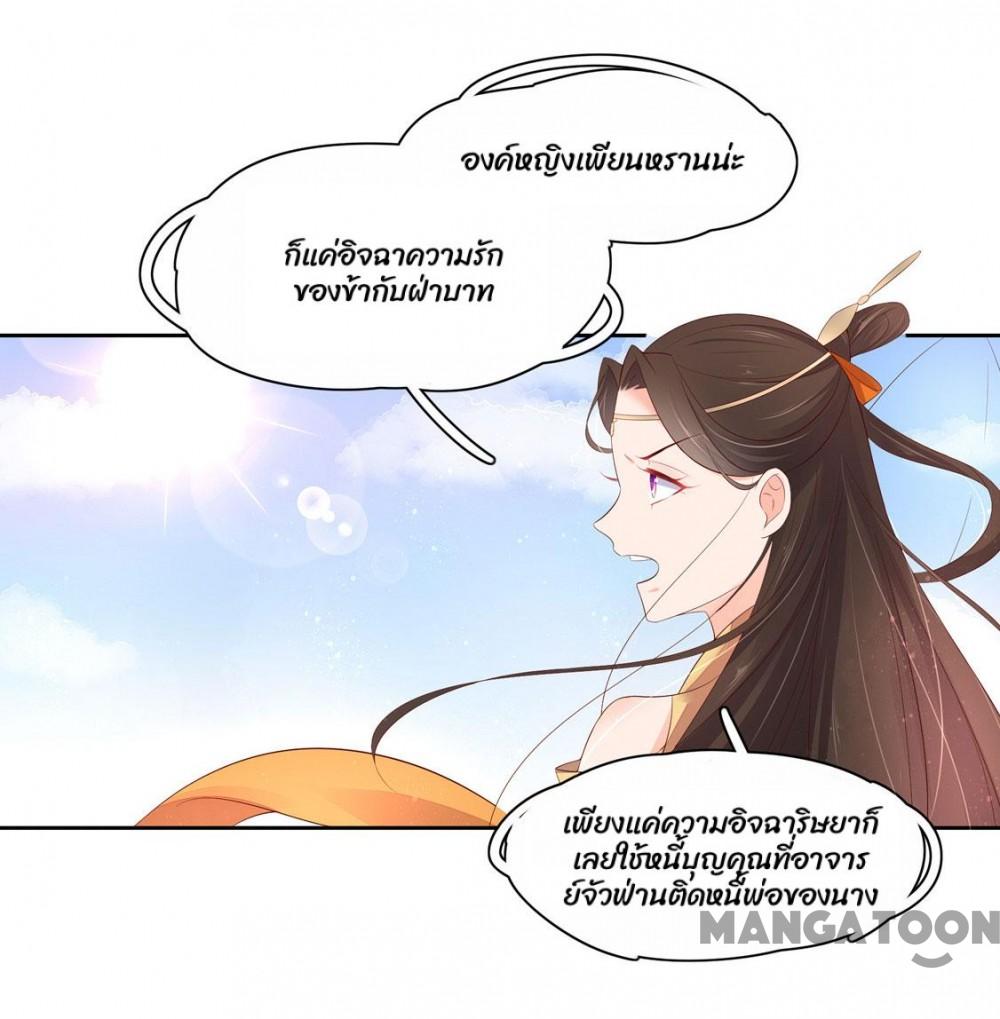 องค์หญิงเพียนหรานน่ะ
ก็แค่อิจฉาความรัก
ของข้ากับฝ่าบาท
เพียงแค่ความอิจฉาริษยาก็
เลยใช้หนี้บุญคุณที่อาจาร
ย์จัวฟ่านติดหนี้พ่อของนาง
MANGATOON